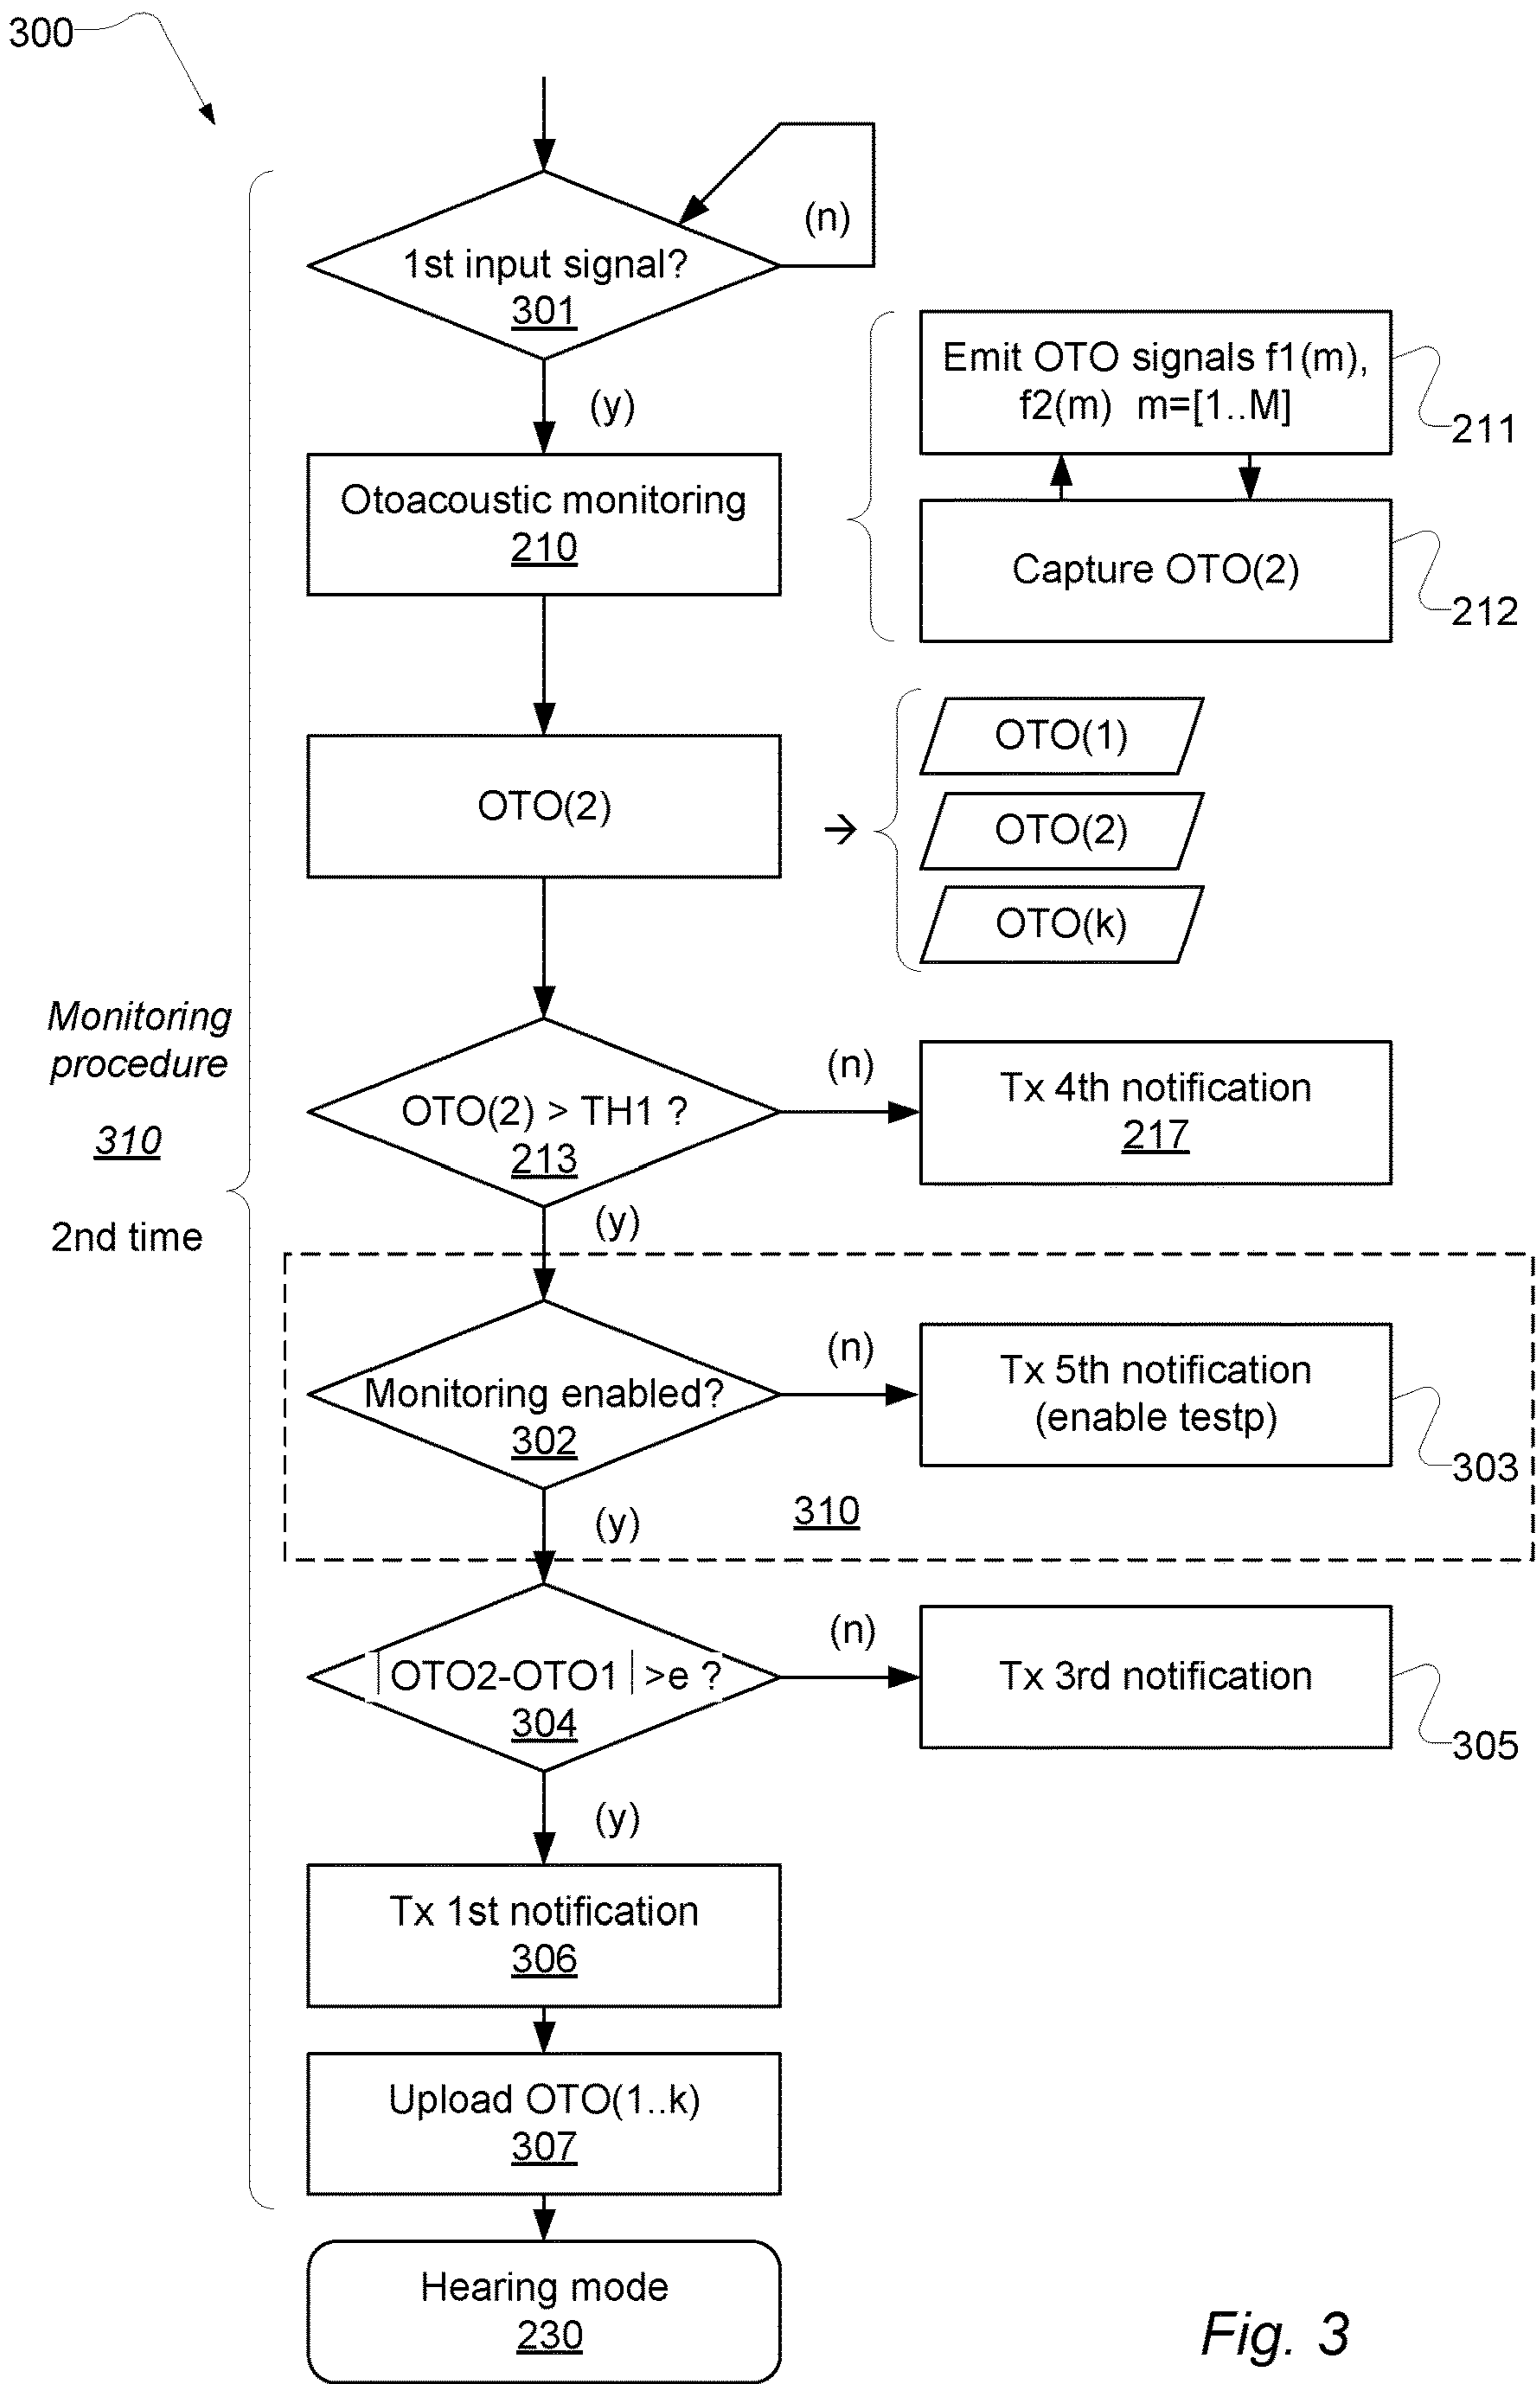 300
1st input signal?
301
(n)
(y)
Emit OTO signals f1(m),
f2(m) m=[1..M]
211
Otoacoustic monitoring
210
Capture OTO(2)
212
OTO(2)
→
OTO(1)
OTO(2)
OTO(k)
Monitoring
procedure
310
2nd time
OTO(2) > TH1 ?
213
(n)
Tx 4th notification
217
(y)
Monitoring enabled?
302
(n)
Tx 5th notification
(enable testp)
303
(y)
310
|OTO2-OTO1|>e ?
304
(n)
Tx 3rd notification
305
(y)
Tx 1st notification
306
Upload OTO(1..k)
307
Hearing mode
230
Fig. 3